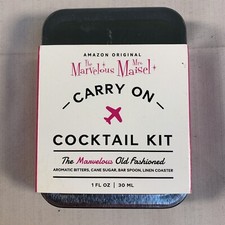 AMAZON ORIGINAL
The Marvelous Mrs Maisel
CARRY ON
COCKTAIL KIT
The Marvelous Old Fashioned
AROMATIC BITTERS, CANE SUGAR, BAR SPOON, LINEN COASTER
1 FL OZ | 30 ML